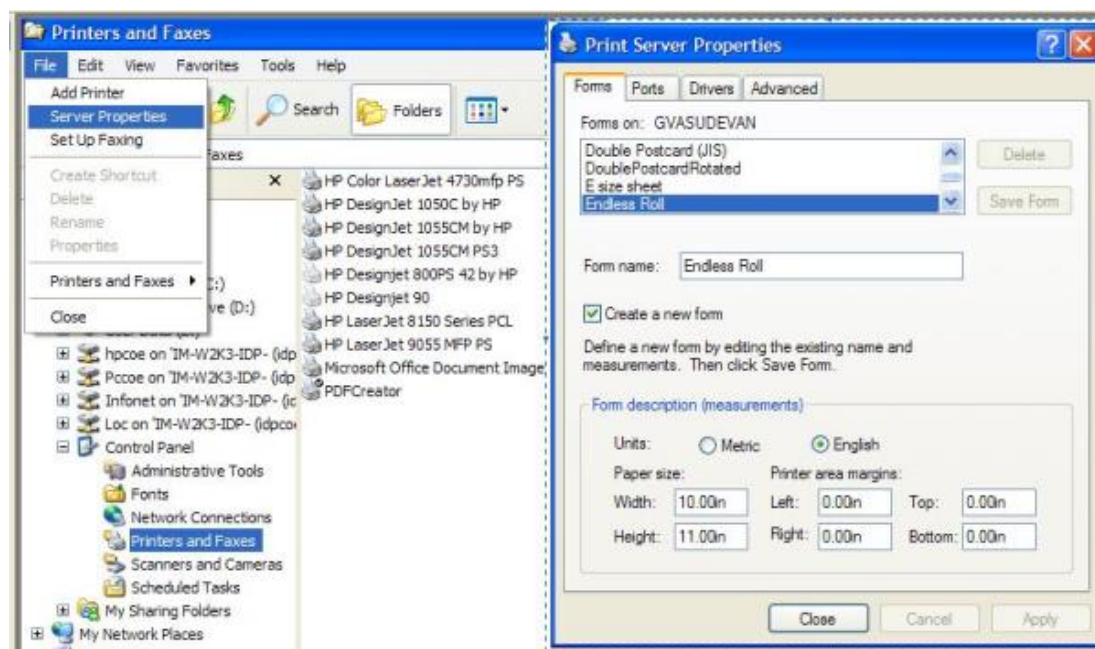 Printers and Faxes
File Edit View Favorites Tools Help
Add Printer
Server Properties
Set Up Faxing
Create Shortcut
Delete
Rename
Properties
Printers and Faxes
Close
Search Folders
axes
:)
ve (D:)
hpcoe on 'IM-W2K3-IDP- (idp
Pccoe on 'IM-W2K3-IDP- (idp
Infonet on 'IM-W2K3-IDP- (ic
Loc on 'IM-W2K3-IDP- (idpco
Control Panel
Administrative Tools
Fonts
Network Connections
Printers and Faxes
Scanners and Cameras
Scheduled Tasks
My Sharing Folders
My Network Places
HP Color LaserJet 4730mfp PS
HP DesignJet 1050C by HP
HP DesignJet 1055CM by HP
HP DesignJet 1055CM PS3
HP Designjet 800PS 42 by HP
HP Designjet 90
HP LaserJet 8150 Series PCL
HP LaserJet 9055 MFP PS
Microsoft Office Document Image
PDFCreator
Print Server Properties
Forms Ports Drivers Advanced
Forms on: GVASUDEVAN
Double Postcard (JIS)
DoublePostcardRotated
E size sheet
Endless Roll
Delete
Save Form
Form name: Endless Roll
Create a new form
Define a new form by editing the existing name and
measurements. Then click Save Form.
Form description (measurements)
Units: Metric English
Paper size: Printer area margins:
Width: 10.00in Left: 0.00in Top: 0.00in
Height: 11.00in Right: 0.00in Bottom: 0.00in
Close Cancel Apply